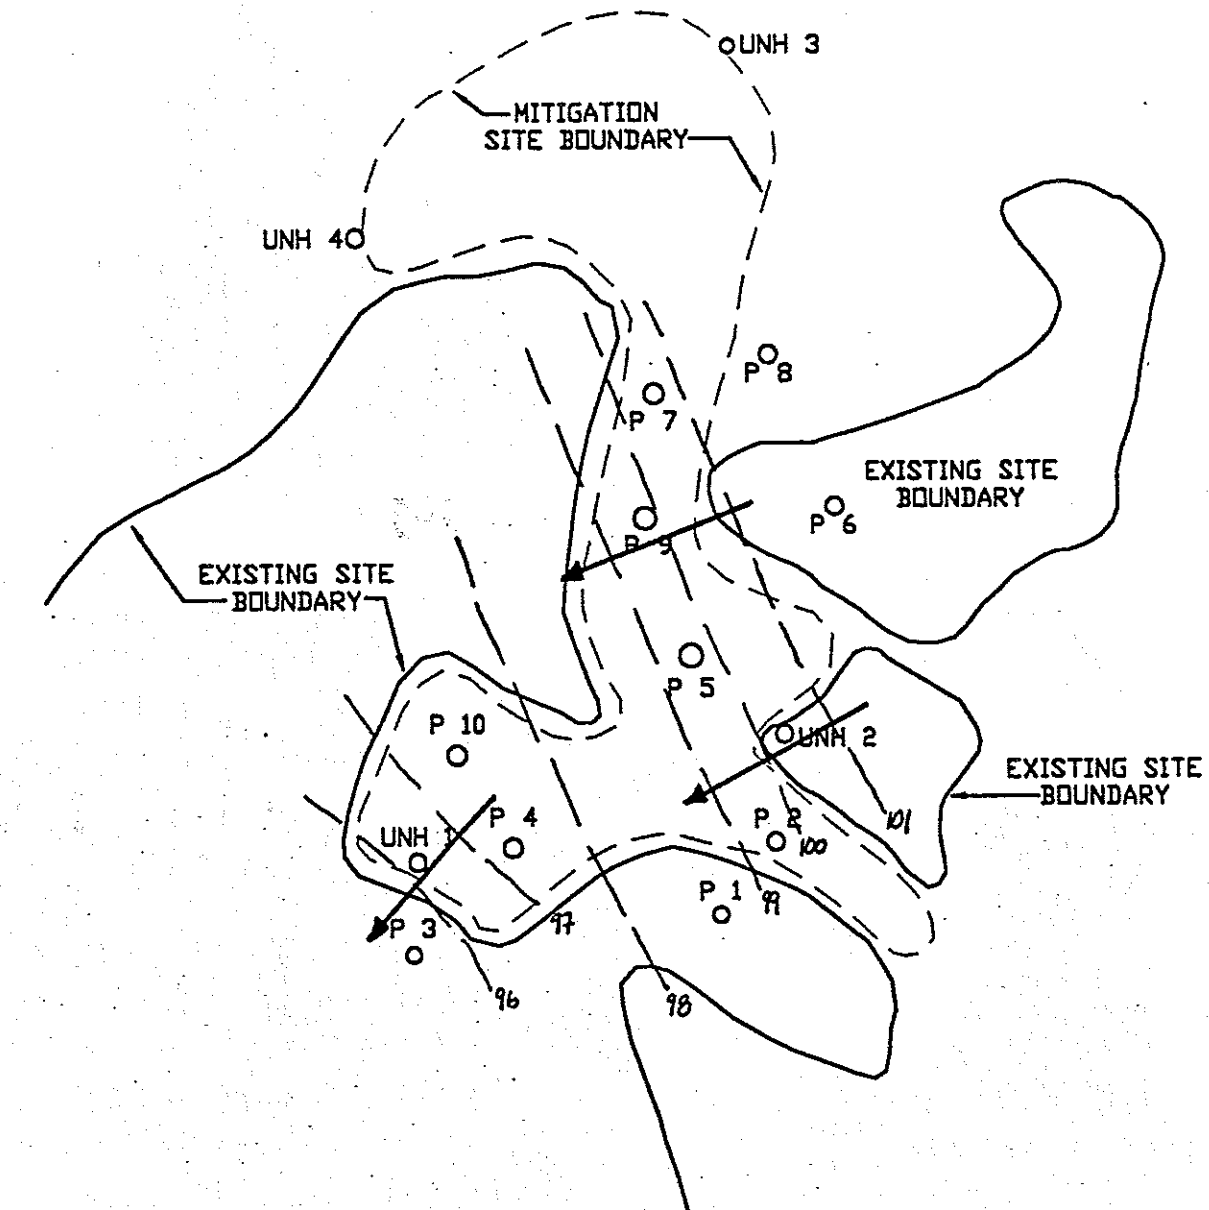 UNH 3
MITIGATION
SITE BOUNDARY
UNH 4
P 8
P 7
EXISTING SITE
BOUNDARY
P 6
P 9
EXISTING SITE
BOUNDARY
P 5
P 10
UNH 2
EXISTING SITE
BOUNDARY
P 4
P 2
101
UNH 1
100
P 1
99
97
P 3
96
98